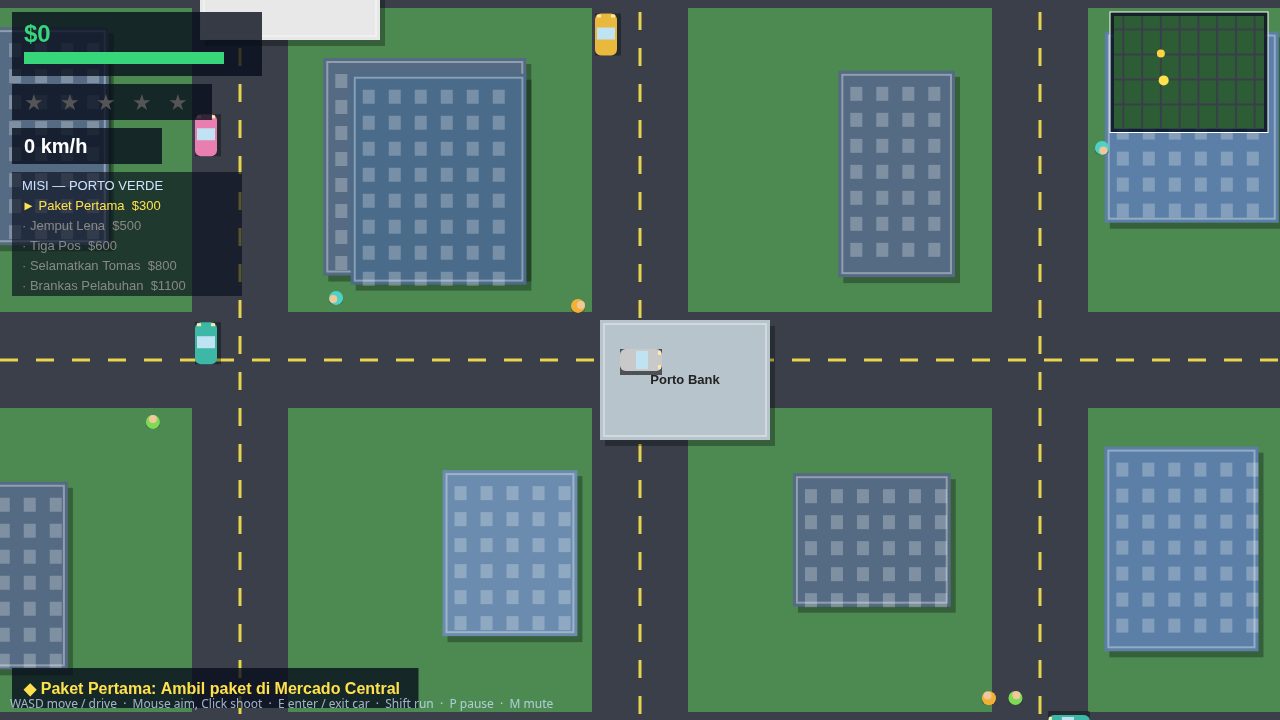 $0
★ ★ ★ ★ ★
0 km/h
MISI — PORTO VERDE
► Paket Pertama $300
· Jemput Lena $500
· Tiga Pos $600
· Selamatkan Tomas $800
· Brankas Pelabuhan $1100
Porto Bank
◆ Paket Pertama: Ambil paket di Mercado Central
WASD move / drive · Mouse aim, Click shoot · E enter / exit car · Shift run · P pause · M mute